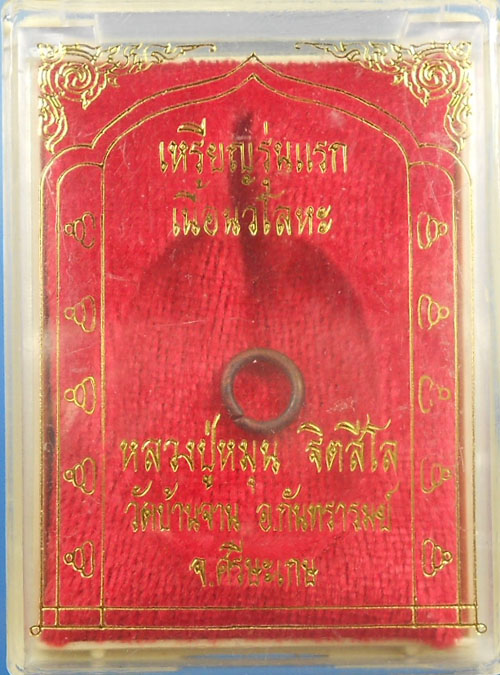 เหรียญรุ่นแรก
เนื้อนวโลหะ
หลวงปู่หมุน ฐิตสีโล
วัดบ้านจาน อ.กันทรารมย์
จ.ศรีษะเกษ